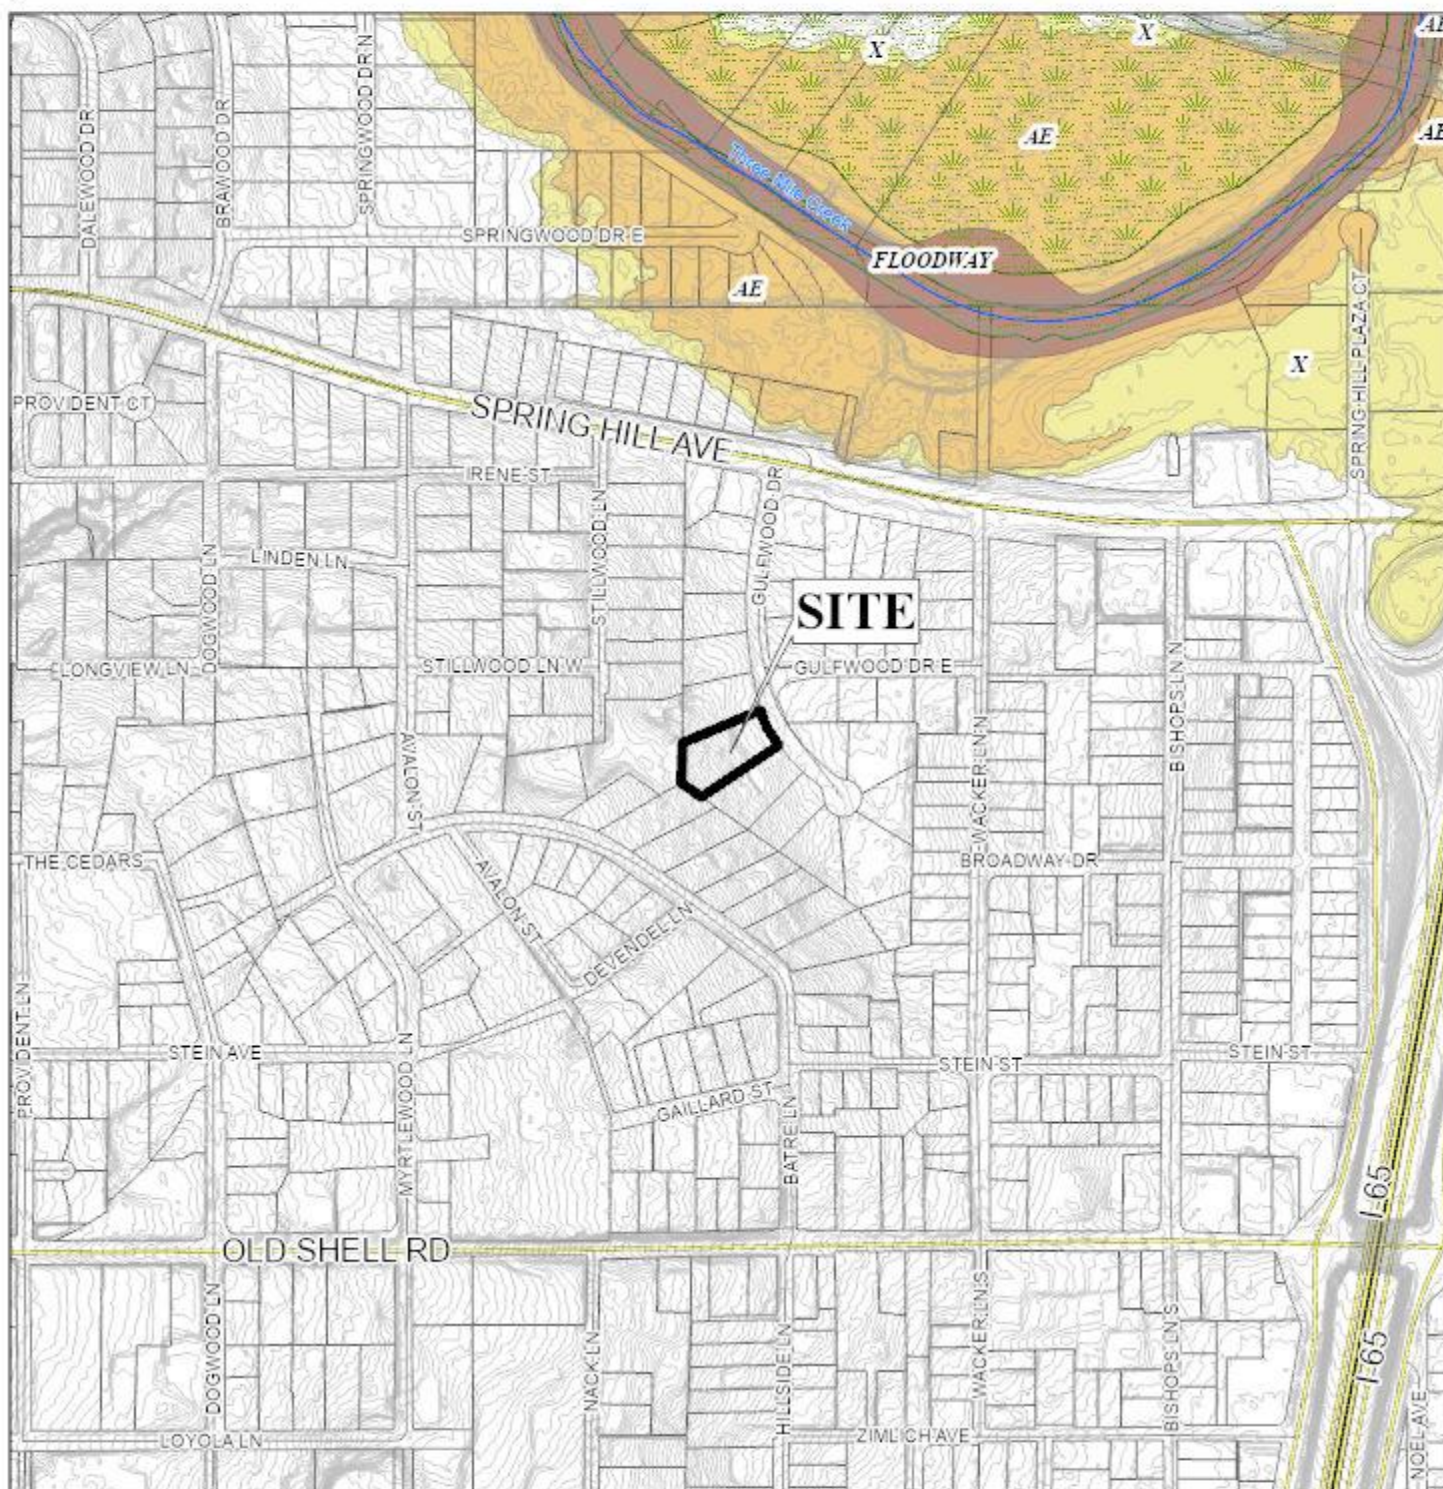 AE
X
X
DALEWOOD DR
BRAWOOD DR
SPRINGWOOD DR N
AE
AE
Three Mile Creek
SPRINGWOOD DR E
FLOODWAY
AE
SPRING HILL PLAZA CT
X
PROVIDENT CT
SPRING HILL AVE
IRENE ST
GULFWOOD DR
STILLWOOD LN
LINDEN LN
DOGWOOD LN
SITE
LONGVIEW LN
STILLWOOD LN W
GULFWOOD DR E
BISHOPS LN N
WACKER LN N
AVALON ST
THE CEDARS
BROADWAY DR
AVALON ST
DEVENDEL LN
PROVIDENT LN
STEIN AVE
MYRTLEWOOD LN
STEIN ST
STEIN ST
GAILLARD ST
BATRE LN
I-65
OLD SHELL RD
DOGWOOD LN
NACK LN
HILLSIDE LN
WACKER LN S
BISHOPS LN S
I-65
NOEL AVE
LOYOLA LN
ZIMLICH AVE